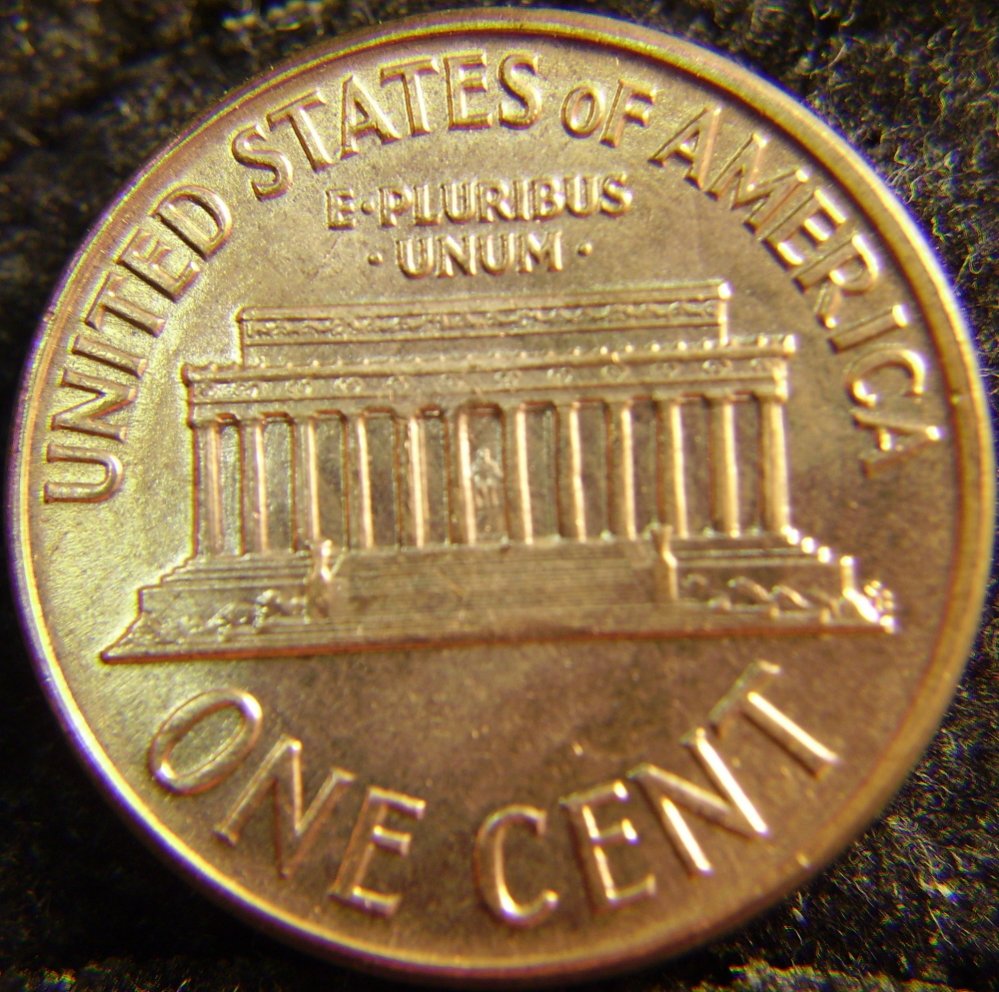 UNITED STATES OF AMERICA
E·PLURIBUS
·UNUM·
ONE CENT